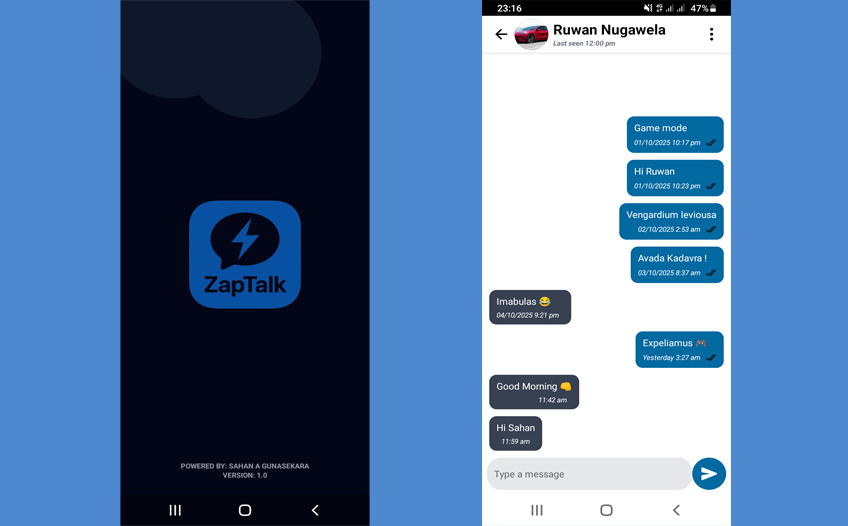 ZapTalk
POWERED BY: SAHAN A GUNASEKARA
VERSION: 1.0
23:16
47%
Ruwan Nugawela
Last seen 12:00 pm
Game mode
01/10/2025 10:17 pm
Hi Ruwan
01/10/2025 10:23 pm
Vengardium leviousa
02/10/2025 2:53 am
Avada Kadavra !
03/10/2025 8:37 am
Imabulas 😂
04/10/2025 9:21 pm
Expeliamus 🎮
Yesterday 3:27 am
Good Morning 👊
11:42 am
Hi Sahan
11:59 am
Type a message